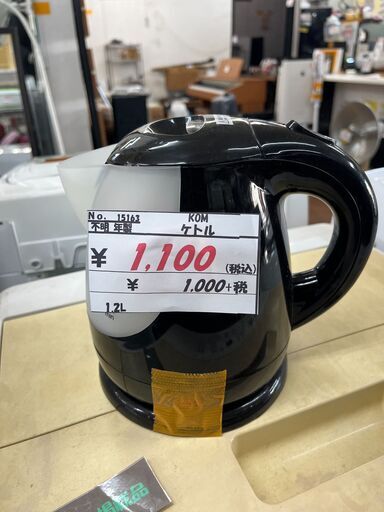 No. 15163 KOM
不明 年製 ケトル
¥ 1,100 (税込)
¥ 1,000+税
1.2L